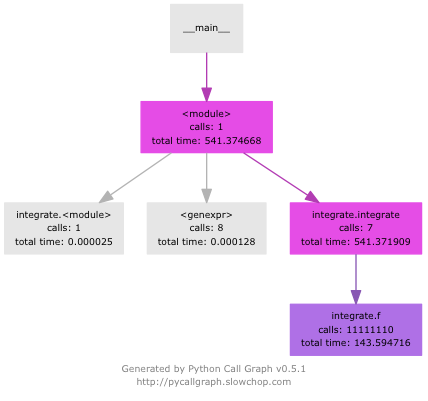 __main__
<module>
calls: 1
total time: 541.374668
integrate.<module>
calls: 1
total time: 0.000025
<genexpr>
calls: 8
total time: 0.000128
integrate.integrate
calls: 7
total time: 541.371909
integrate.f
calls: 11111110
total time: 143.594716
Generated by Python Call Graph v0.5.1
http://pycallgraph.slowchop.com